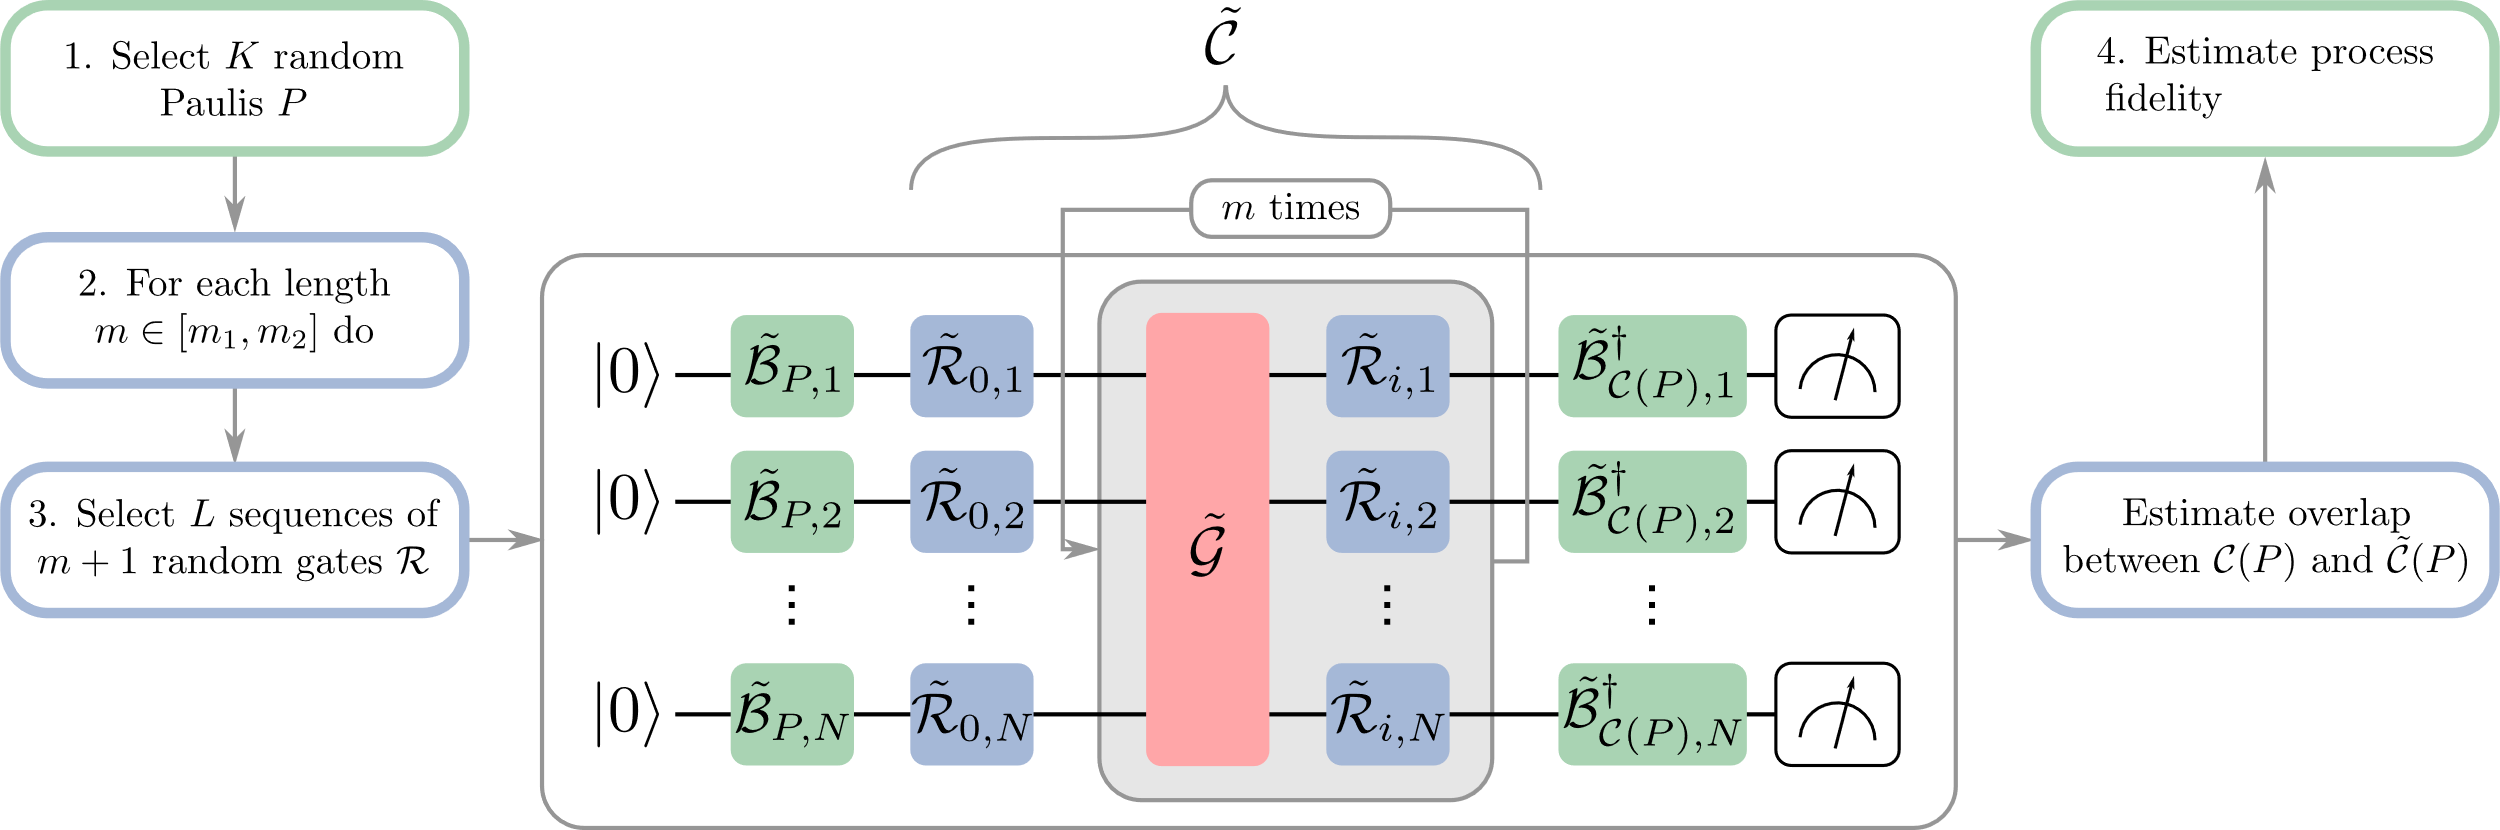 1. Select K random
Paulis P
2. For each length
m ∈ [m₁, m₂] do
3. Select L sequences of
m + 1 random gates ℛ
𝒞̃
m times
|0⟩ ℬ̃_{P,1} ℛ̃_{0,1} ℛ̃_{i,1} ℬ̃†_{𝒞(P),1}
|0⟩ ℬ̃_{P,2} ℛ̃_{0,2} ℛ̃_{i,2} ℬ̃†_{𝒞(P),2}
𝒢̃
⋮ ⋮ ⋮ ⋮
|0⟩ ℬ̃_{P,N} ℛ̃_{0,N} ℛ̃_{i,N} ℬ̃†_{𝒞(P),N}
Estimate overlap
between 𝒞(P) and 𝒞̃(P)
4. Estimate process
fidelity